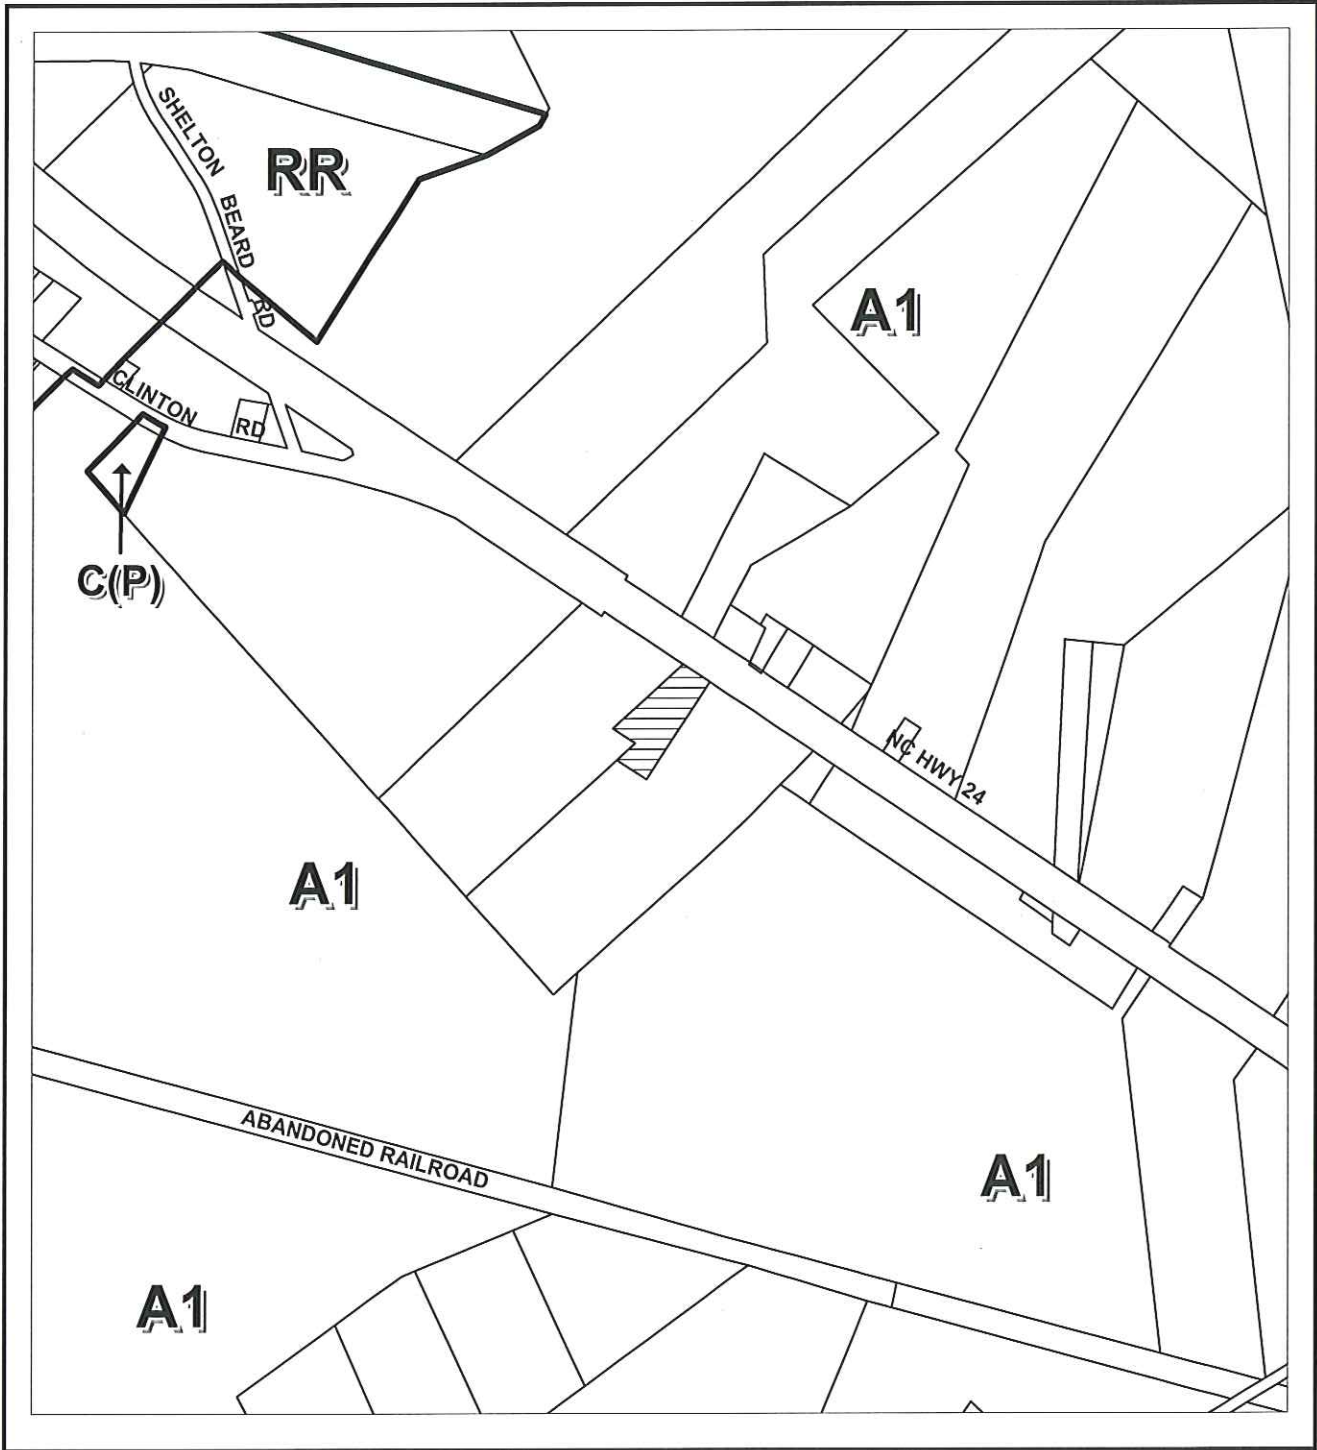 SHELTON BEARD RD
RR
A1
CLINTON RD
C(P)
NC HWY 24
A1
ABANDONED RAILROAD
A1
A1